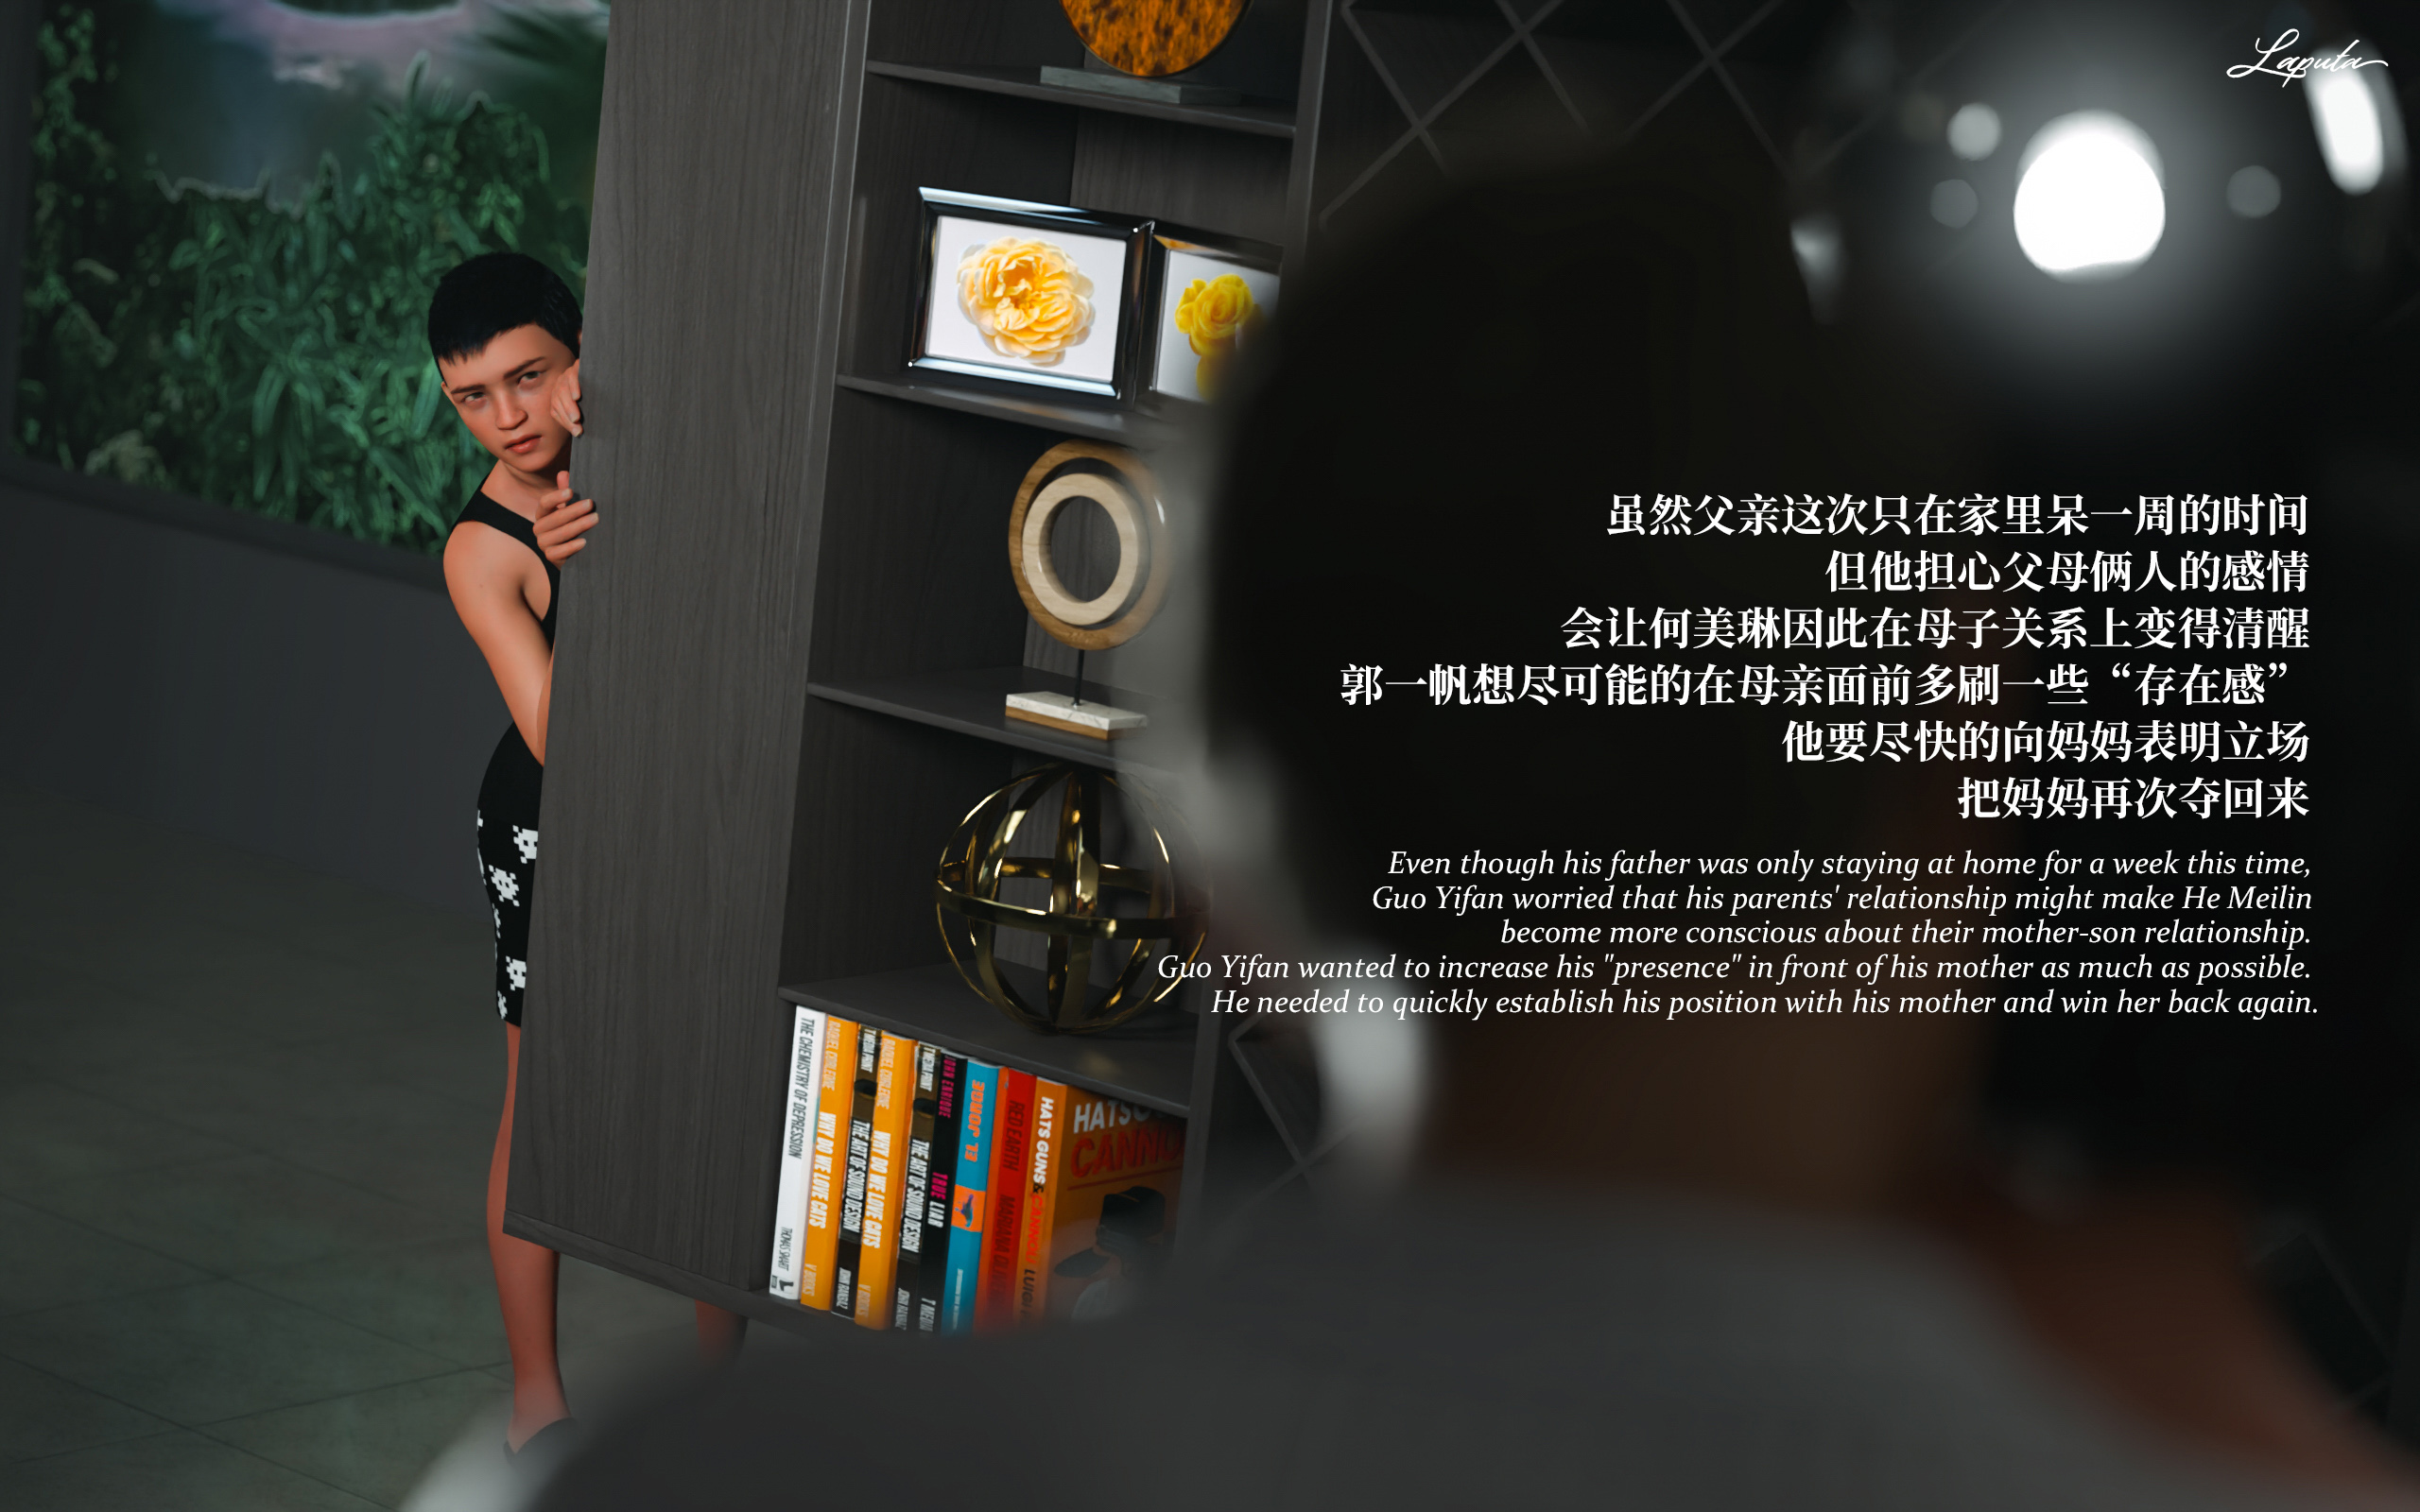 Laputa
虽然父亲这次只在家里呆一周的时间
但他担心父母俩人的感情
会让何美琳因此在母子关系上变得清醒
郭一帆想尽可能的在母亲面前多刷一些“存在感”
他要尽快的向妈妈表明立场
把妈妈再次夺回来
Even though his father was only staying at home for a week this time,
Guo Yifan worried that his parents' relationship might make He Meilin
become more conscious about their mother-son relationship.
Guo Yifan wanted to increase his "presence" in front of his mother as much as possible.
He needed to quickly establish his position with his mother and win her back again.
THE CHEMISTRY OF DEPRESSION
WHY DO WE LOVE CATS
THE ART OF SOUND DESIGN
WHY DO WE LOVE CATS
THE ART OF SOUND DESIGN
TRUE LIAR
RED EARTH
HATS GUNS & CANNOLI LUIGI